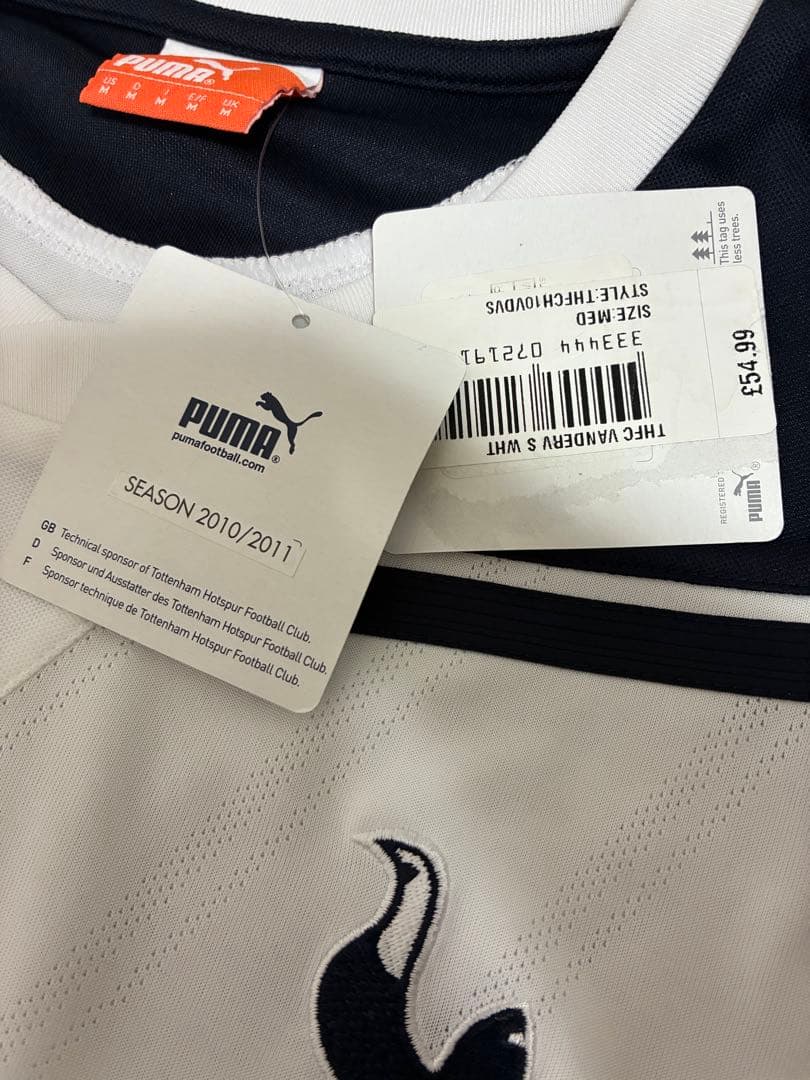 PUMA
US D I E/F UK
M M M M M
PUMA
pumafootball.com
SEASON 2010/2011
GB Technical sponsor of Tottenham Hotspur Football Club.
D Sponsor und Ausstatter des Tottenham Hotspur Football Club.
F Sponsor technique de Tottenham Hotspur Football Club.
This tag uses
less trees.
THFC VANDERV S WHT
333444 072191
SIZE:MED
STYLE:THFCH10VDVS
£54.99
REGISTERED
PUMA